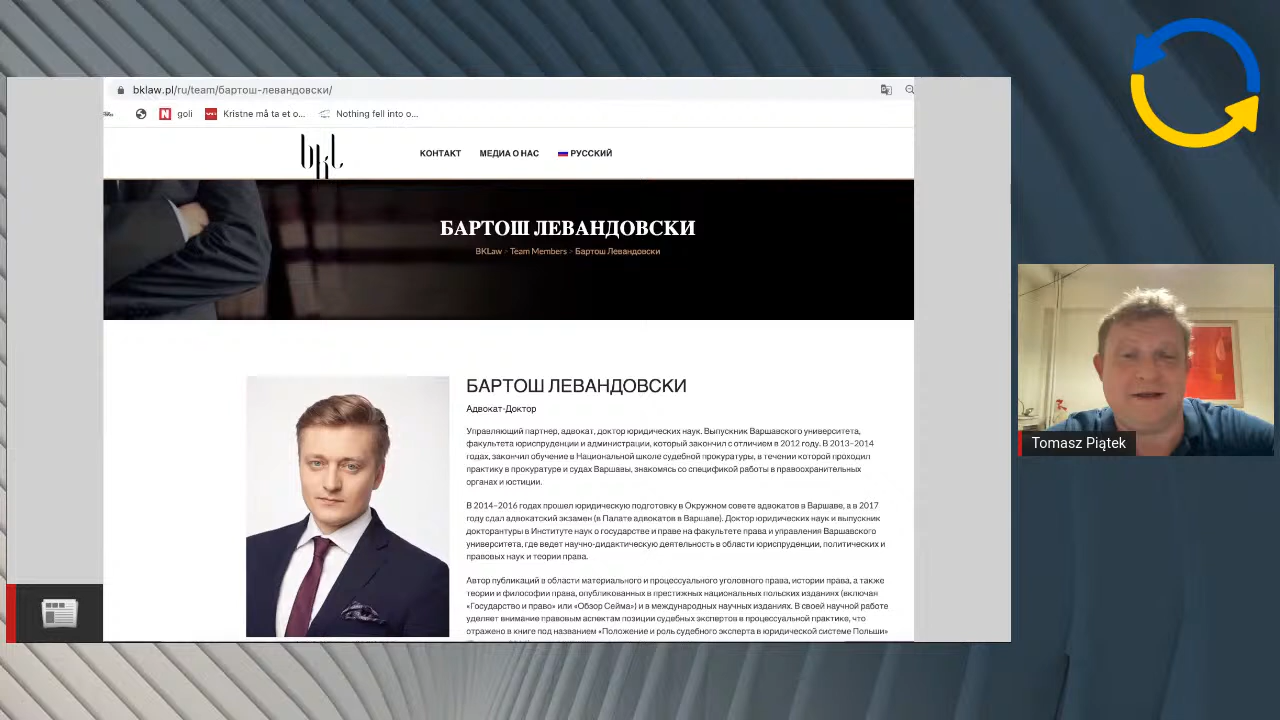 bklaw.pl/ru/team/бартош-левандовски/
goli
Kristne må ta et o...
Nothing fell into o...
bkl
КОНТАКТ
МЕДИА О НАС
РУССКИЙ
БАРТОШ ЛЕВАНДОВСКИ
BKLaw > Team Members > Бартош Левандовски
БАРТОШ ЛЕВАНДОВСКИ
Адвокат-Доктор
Управляющий партнер, адвокат, доктор юридических наук. Выпускник Варшавского университета,
факультета юриспруденции и администрации, который закончил с отличием в 2012 году. В 2013–2014
годах, закончил обучение в Национальной школе судебной прокуратуры, в течении которой проходил
практику в прокуратуре и судах Варшавы, знакомясь со спецификой работы в правоохранительных
органах и юстиции.
В 2014–2016 годах прошел юридическую подготовку в Окружном совете адвокатов в Варшаве, а в 2017
году сдал адвокатский экзамен (в Палате адвокатов в Варшаве). Доктор юридических наук и выпускник
докторантуры в Институте наук о государстве и праве на факультете права и управления Варшавского
университета, где ведет научно-дидактическую деятельность в области юриспруденции, политических и
правовых наук и теории права.
Автор публикаций в области материального и процессуального уголовного права, истории права, а также
теории и философии права, опубликованных в престижных национальных польских изданиях (включая
«Государство и право» или «Обзор Сейма») и в международных научных изданиях. В своей научной работе
уделяет внимание правовым аспектам позиции судебных экспертов в процессуальной практике, что
отражено в книге под названием «Положение и роль судебного эксперта в юридической системе Польши»
Tomasz Piątek